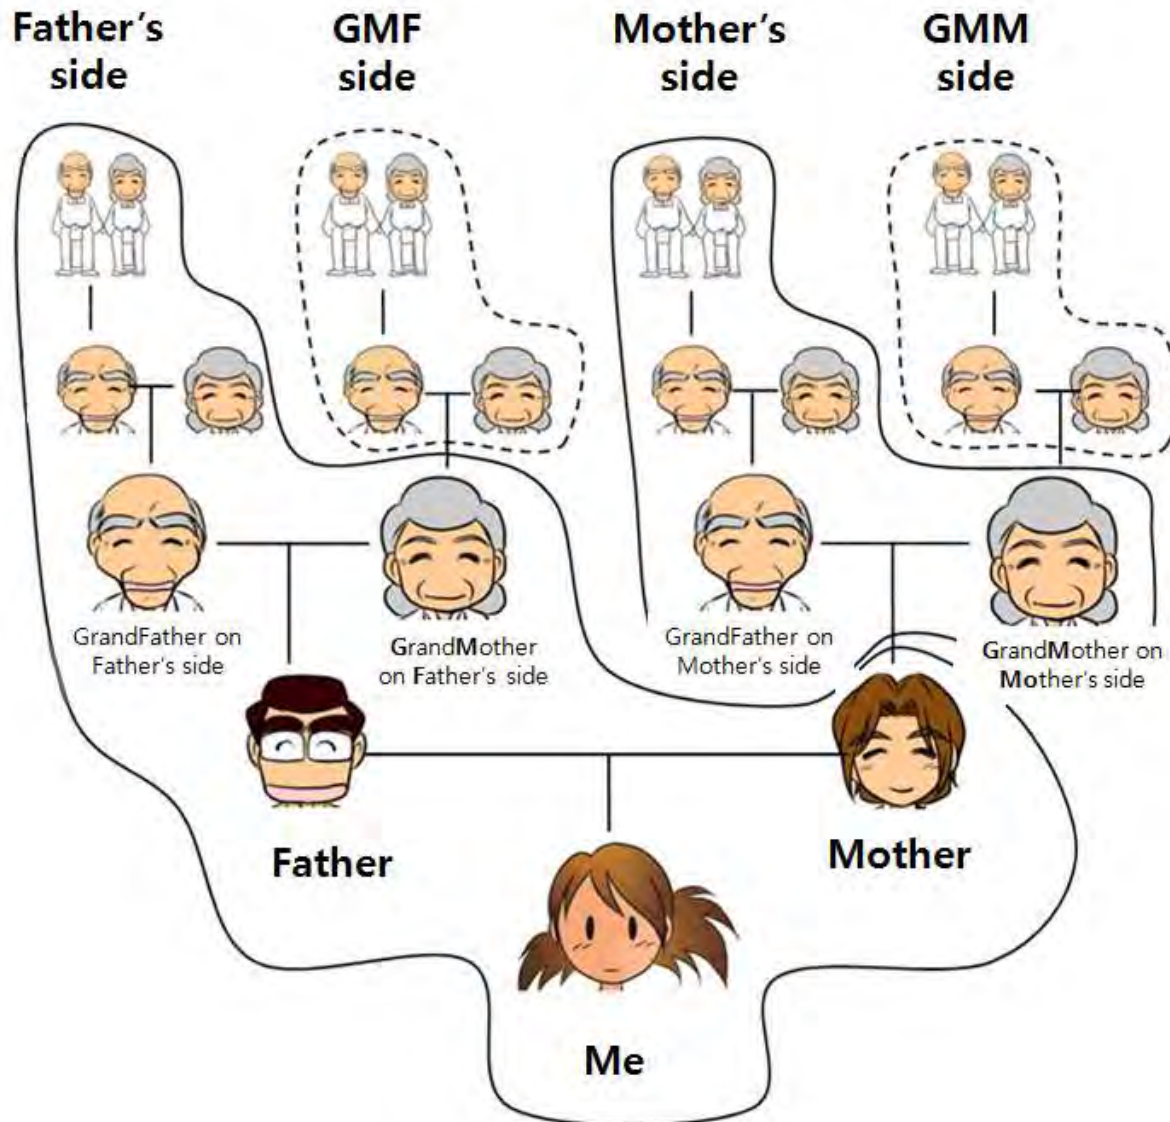 Father's
side
GMF
side
Mother's
side
GMM
side
GrandFather on
Father's side
GrandMother
on Father's side
GrandFather on
Mother's side
GrandMother on
Mother's side
Father
Mother
Me